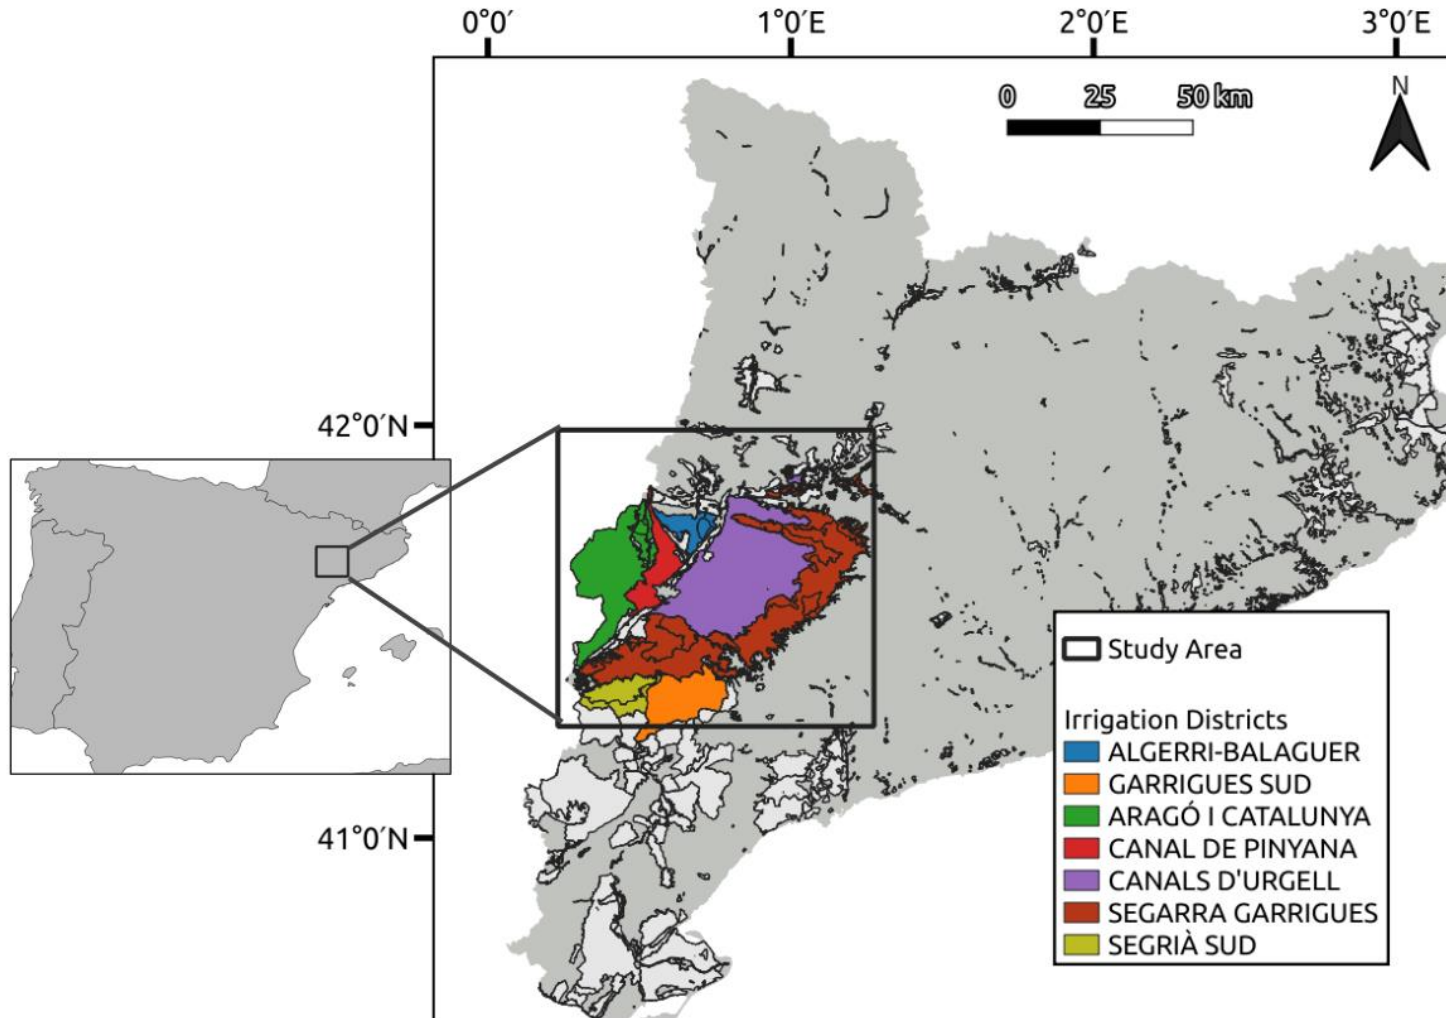 0°0′ 1°0′E 2°0′E 3°0′E
0 25 50 km
N
42°0′N
41°0′N
Study Area
Irrigation Districts
ALGERRI-BALAGUER
GARRIGUES SUD
ARAGÓ I CATALUNYA
CANAL DE PINYANA
CANALS D'URGELL
SEGARRA GARRIGUES
SEGRIÀ SUD